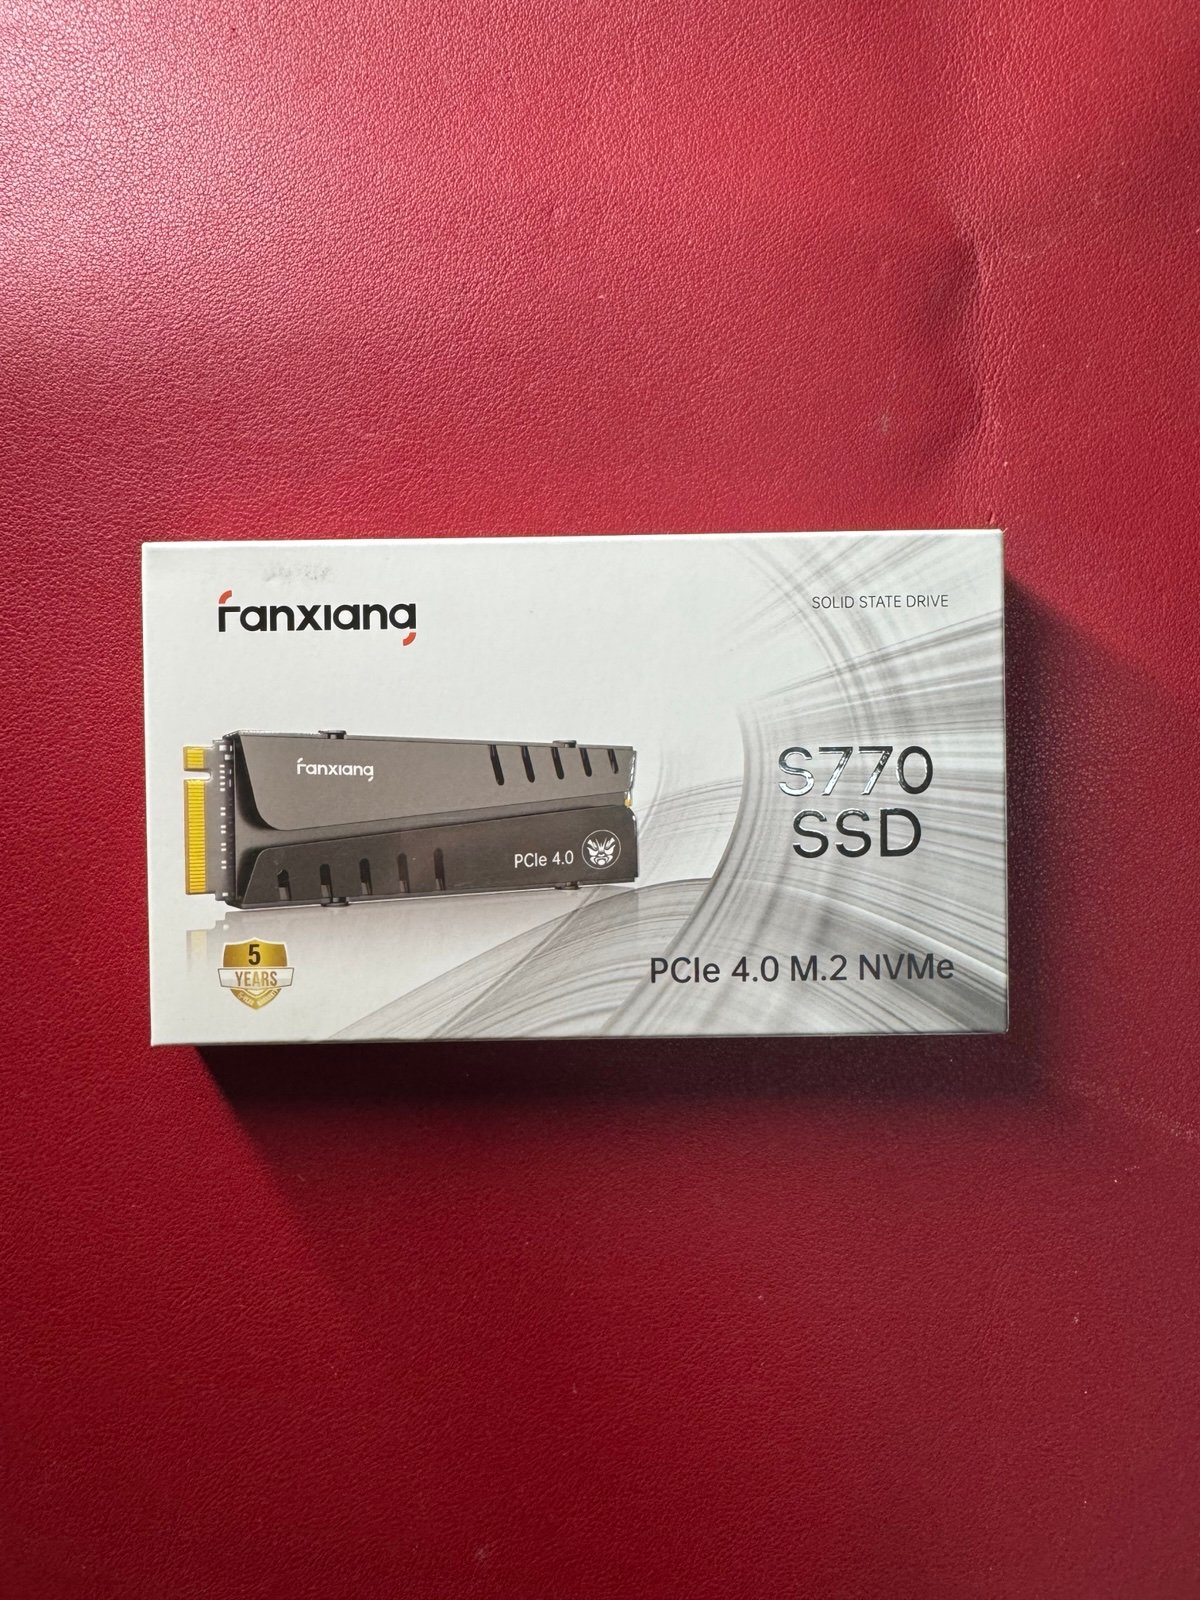 fanxiang
SOLID STATE DRIVE
fanxiang
PCIe 4.0
S770
SSD
5
YEARS
PCIe 4.0 M.2 NVMe